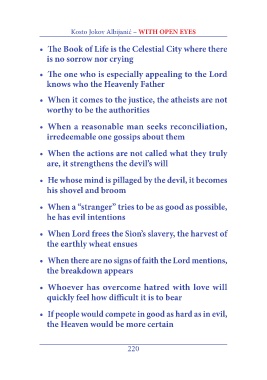 Kosto Jokov Albijanić – WITH OPEN EYES
• The Book of Life is the Celestial City where there
is no sorrow nor crying
• The one who is especially appealing to the Lord
knows who the Heavenly Father
• When it comes to the justice, the atheists are not
worthy to be the authorities
• When a reasonable man seeks reconciliation,
irredeemable one gossips about them
• When the actions are not called what they truly
are, it strengthens the devil's will
• He whose mind is pillaged by the devil, it becomes
his shovel and broom
• When a “stranger” tries to be as good as possible,
he has evil intentions
• When Lord frees the Sion's slavery, the harvest of
the earthly wheat ensues
• When there are no signs of faith the Lord mentions,
the breakdown appears
• Whoever has overcome hatred with love will
quickly feel how difficult it is to bear
• If people would compete in good as hard as in evil,
the Heaven would be more certain
220